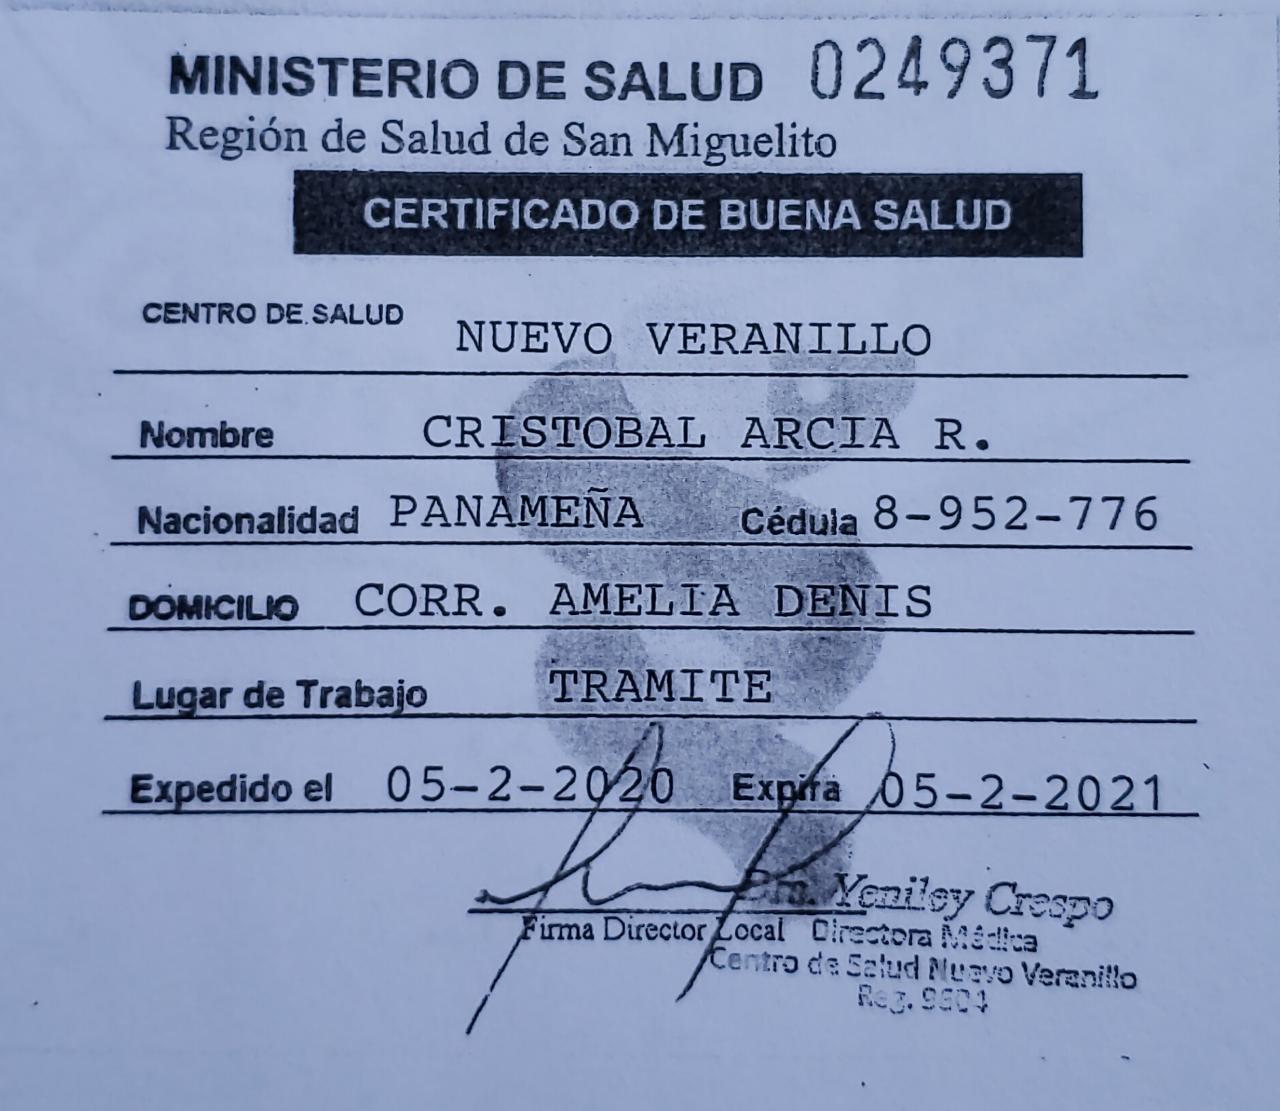 MINISTERIO DE SALUD 0249371
Región de Salud de San Miguelito
CERTIFICADO DE BUENA SALUD
CENTRO DE SALUD NUEVO VERANILLO
Nombre CRISTOBAL ARCIA R.
Nacionalidad PANAMEÑA Cédula 8-952-776
DOMICILIO CORR. AMELIA DENIS
Lugar de Trabajo TRAMITE
Expedido el 05-2-2020 Expira 05-2-2021
Dra. Yeniley Crespo
Firma Director Local Directora Médica
Centro de Salud Nuevo Veranillo
Reg.